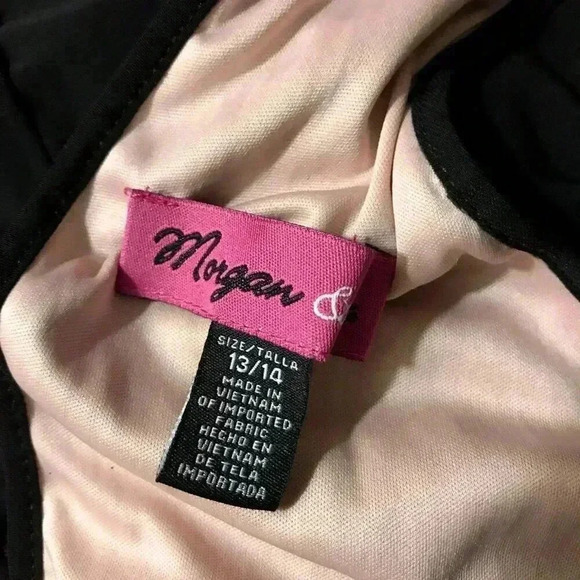 Morgan &
SIZE/TALLA
13/14
MADE IN
VIETNAM
OF IMPORTED
FABRIC
HECHO EN
VIETNAM
DE TELA
IMPORTADA